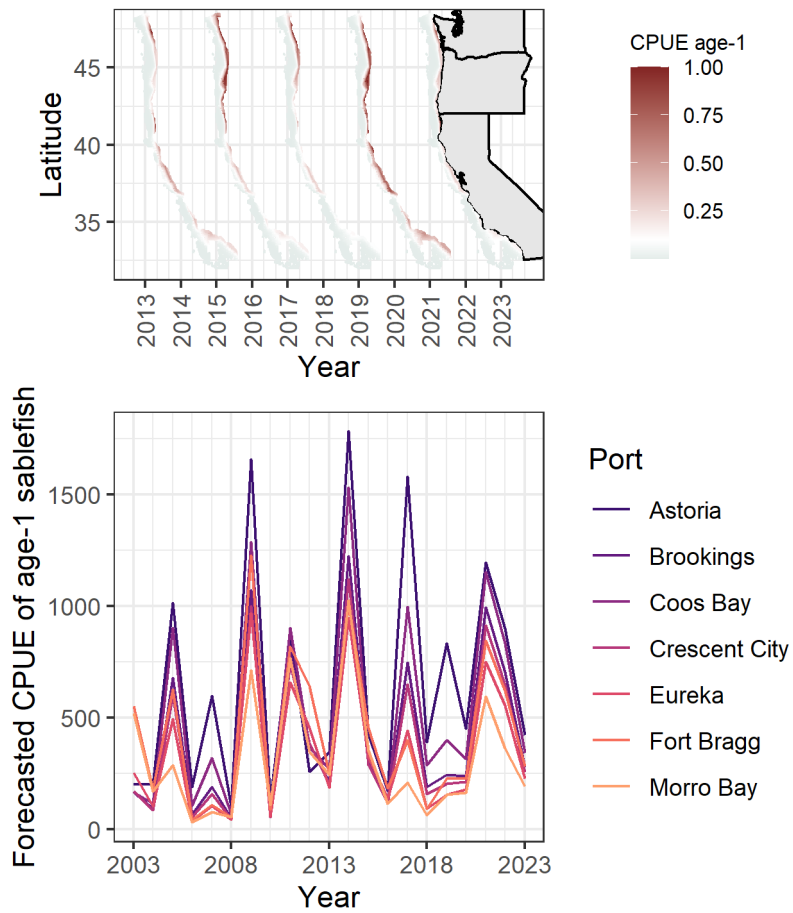 CPUE age-1
1.00
0.75
0.50
0.25
Latitude
45
40
35
2013
2014
2015
2016
2017
2018
2019
2020
2021
2022
2023
Year
Forecasted CPUE of age-1 sablefish
1500
1000
500
0
2003
2008
2013
2018
2023
Year
Port
Astoria
Brookings
Coos Bay
Crescent City
Eureka
Fort Bragg
Morro Bay